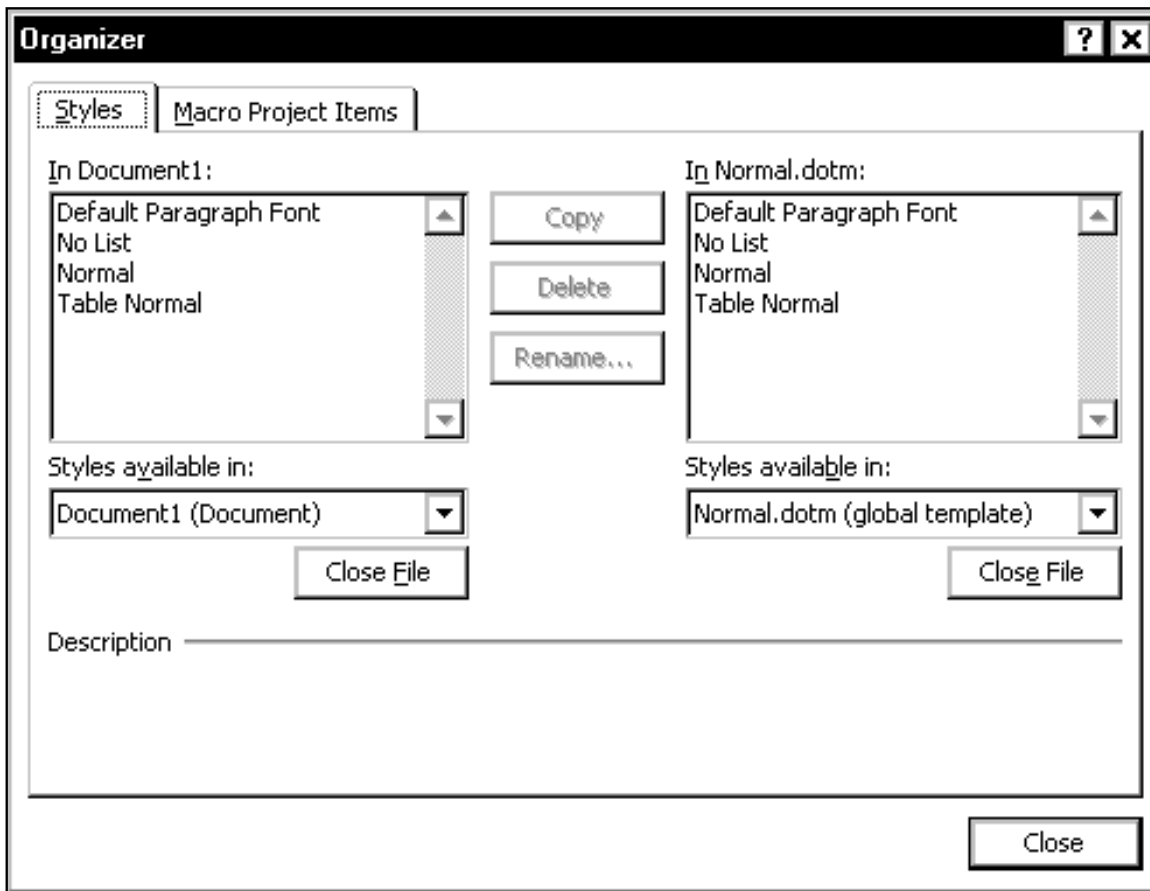 Organizer
?
Styles
Macro Project Items
In Document1:
Default Paragraph Font
No List
Normal
Table Normal
Styles available in:
Document1 (Document)
Close File
Copy
Delete
Rename...
In Normal.dotm:
Default Paragraph Font
No List
Normal
Table Normal
Styles available in:
Normal.dotm (global template)
Close File
Description
Close